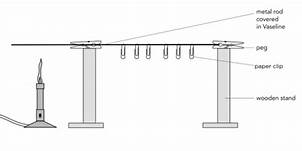 metal rod
covered
in Vaseline
peg
paper clip
wooden stand